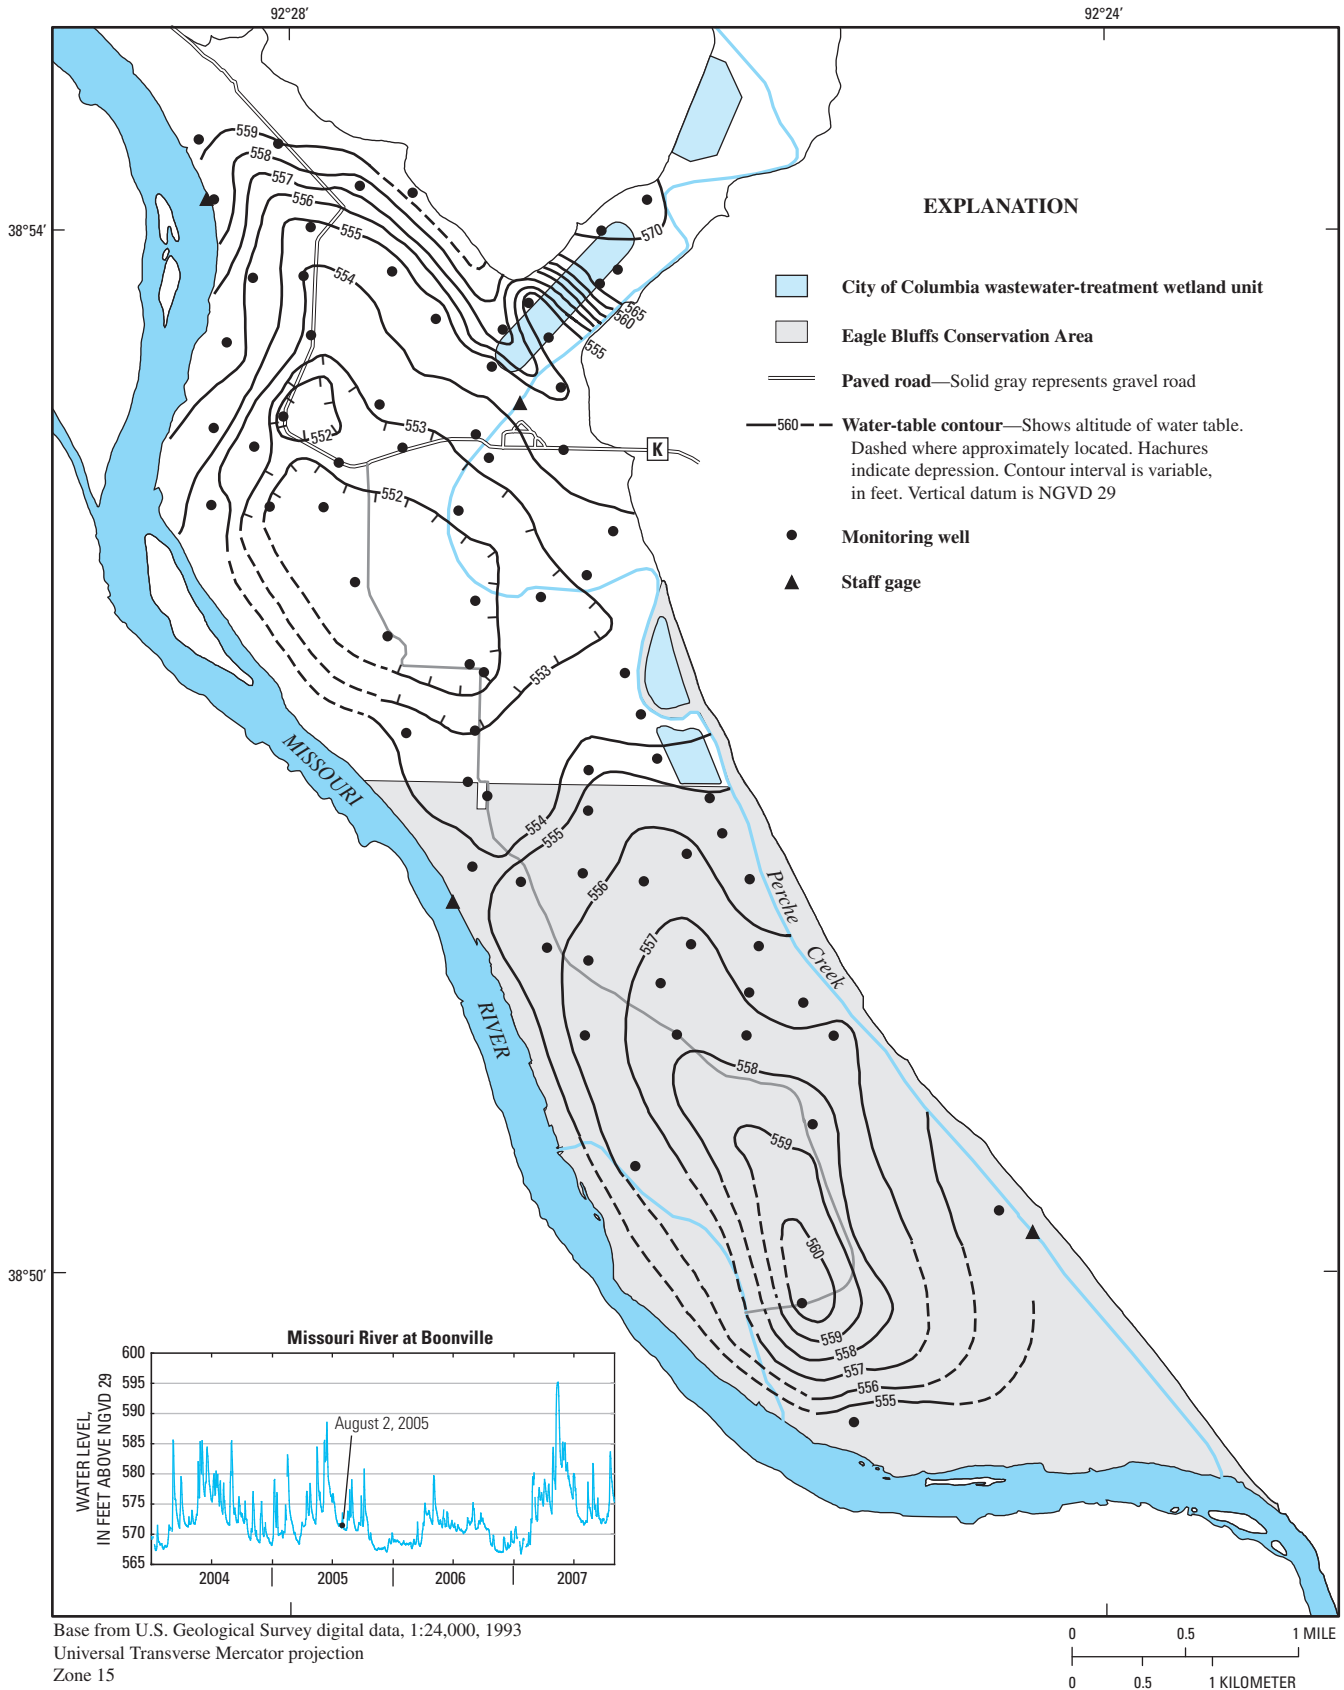 92°28′
92°24′
38°54′
38°50′
559
558
557
556
555
554
570
565
560
555
553
552
552
553
554
555
556
557
558
559
560
559
558
557
556
555
K
MISSOURI
RIVER
Perche
Creek
EXPLANATION
City of Columbia wastewater-treatment wetland unit
Eagle Bluffs Conservation Area
Paved road—Solid gray represents gravel road
560
Water-table contour—Shows altitude of water table.
Dashed where approximately located. Hachures
indicate depression. Contour interval is variable,
in feet. Vertical datum is NGVD 29
Monitoring well
Staff gage
Missouri River at Boonville
WATER LEVEL,
IN FEET ABOVE NGVD 29
600
595
590
585
580
575
570
565
August 2, 2005
2004
2005
2006
2007
Base from U.S. Geological Survey digital data, 1:24,000, 1993
Universal Transverse Mercator projection
Zone 15
0 0.5 1 MILE
0 0.5 1 KILOMETER